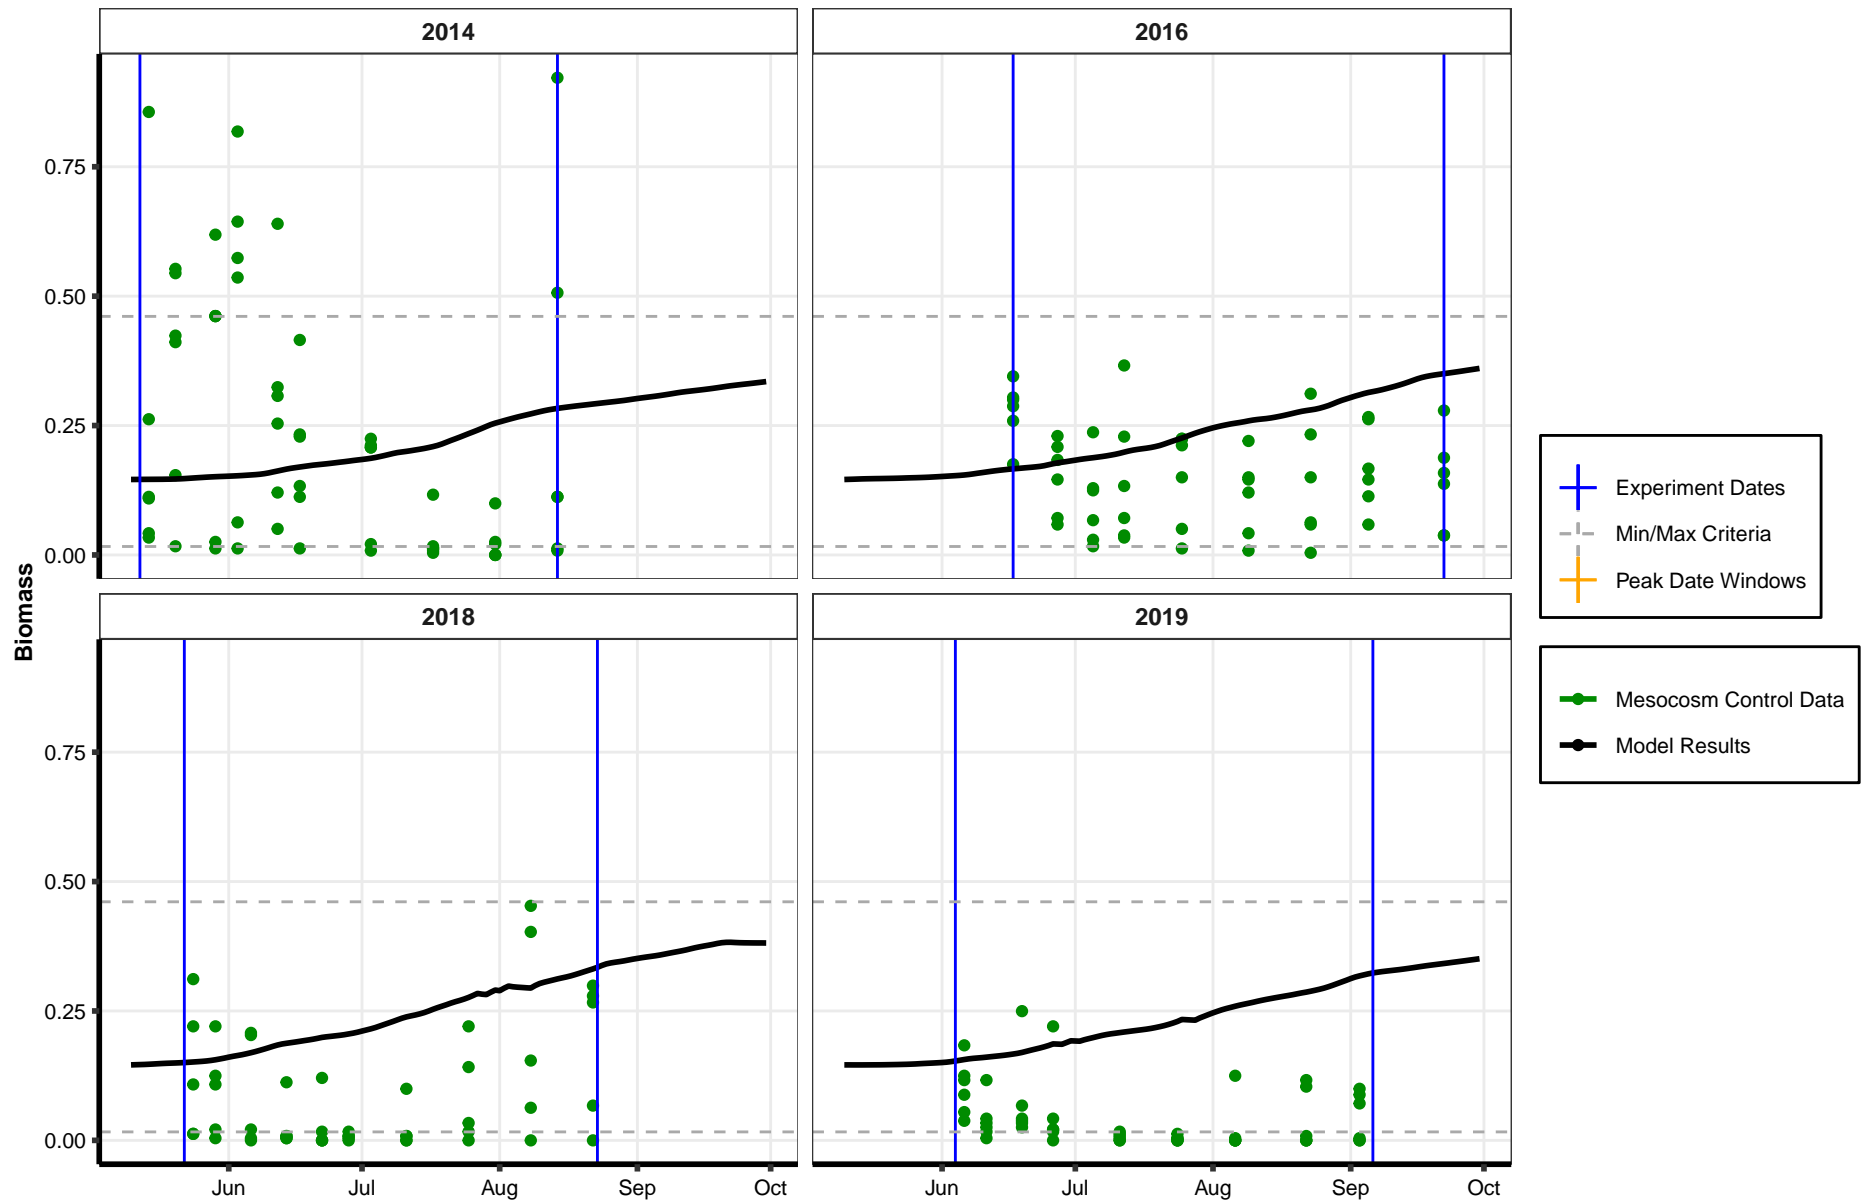 2014
2016
0.75
0.50
0.25
0.00
Biomass
2018
2019
0.75
0.50
0.25
0.00
Jun
Jul
Aug
Sep
Oct
Jun
Jul
Aug
Sep
Oct
Experiment Dates
Min/Max Criteria
Peak Date Windows
Mesocosm Control Data
Model Results